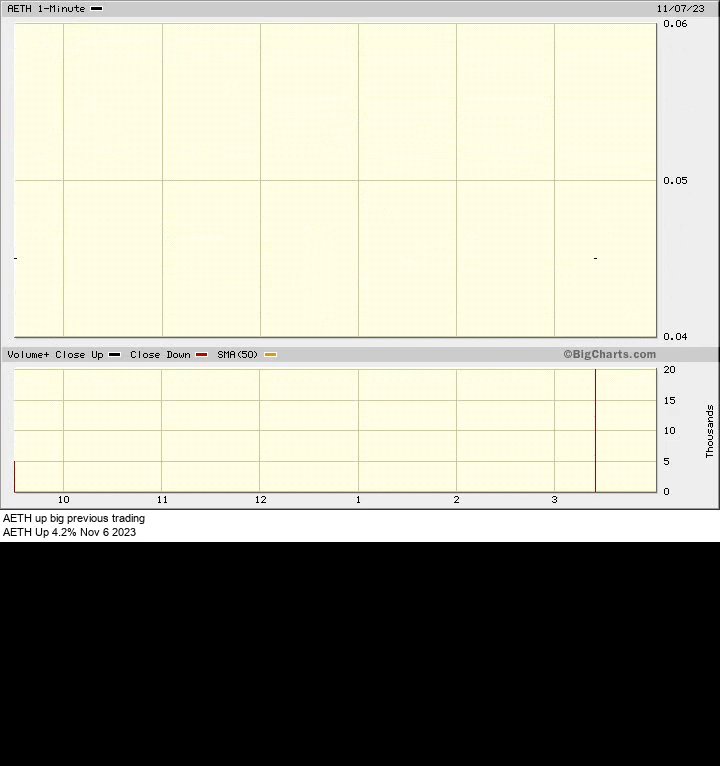 AETH 1-Minute 11/07/23
0.06
0.05
0.04
Volume+ Close Up Close Down SMA(50) ©BigCharts.com
20
15
10
5
0
Thousands
10 11 12 1 2 3
AETH up big previous trading
AETH Up 4.2% Nov 6 2023